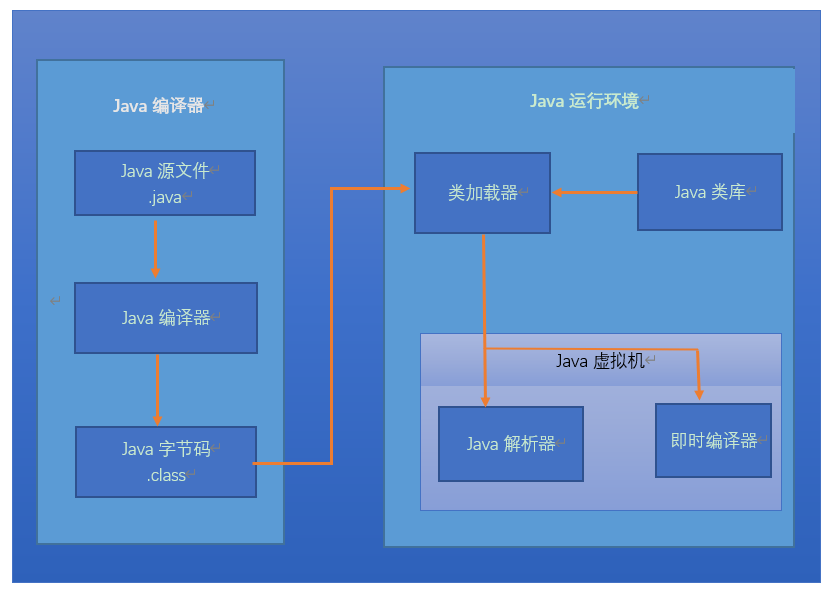 Java 编译器
Java 源文件
.java
Java 编译器
Java 字节码
.class
Java 运行环境
类加载器
Java 类库
Java 虚拟机
Java 解析器
即时编译器